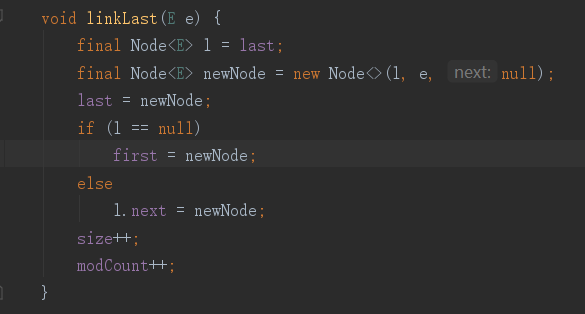 void linkLast(E e) {
    final Node<E> l = last;
    final Node<E> newNode = new Node<>(l, e, next: null);
    last = newNode;
    if (l == null)
        first = newNode;
    else
        l.next = newNode;
    size++;
    modCount++;
}